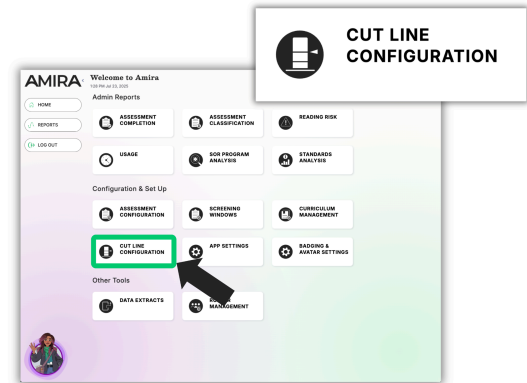 CUT LINE
CONFIGURATION
AMIRA
Welcome to Amira
HOME
REPORTS
LOG OUT
Admin Reports
ASSESSMENT
COMPLETION
ASSESSMENT
CLASSIFICATION
READING RISK
USAGE
SOR PROGRAM
ANALYSIS
STANDARDS
ANALYSIS
Configuration & Set Up
ASSESSMENT
CONFIGURATION
SCREENING
WINDOWS
CURRICULUM
MANAGEMENT
CUT LINE
CONFIGURATION
APP SETTINGS
BADGING &
AVATAR SETTINGS
Other Tools
DATA EXTRACTS
MANAGEMENT